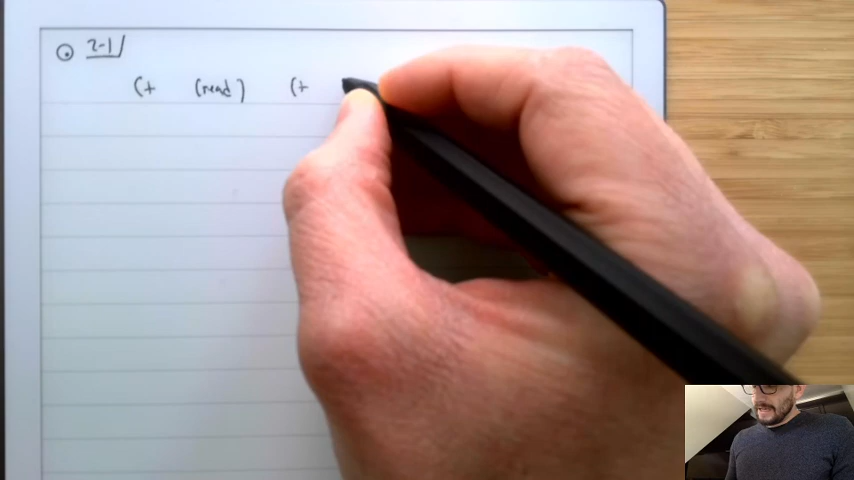 ⊙ 2-1/
(+ (read) (+